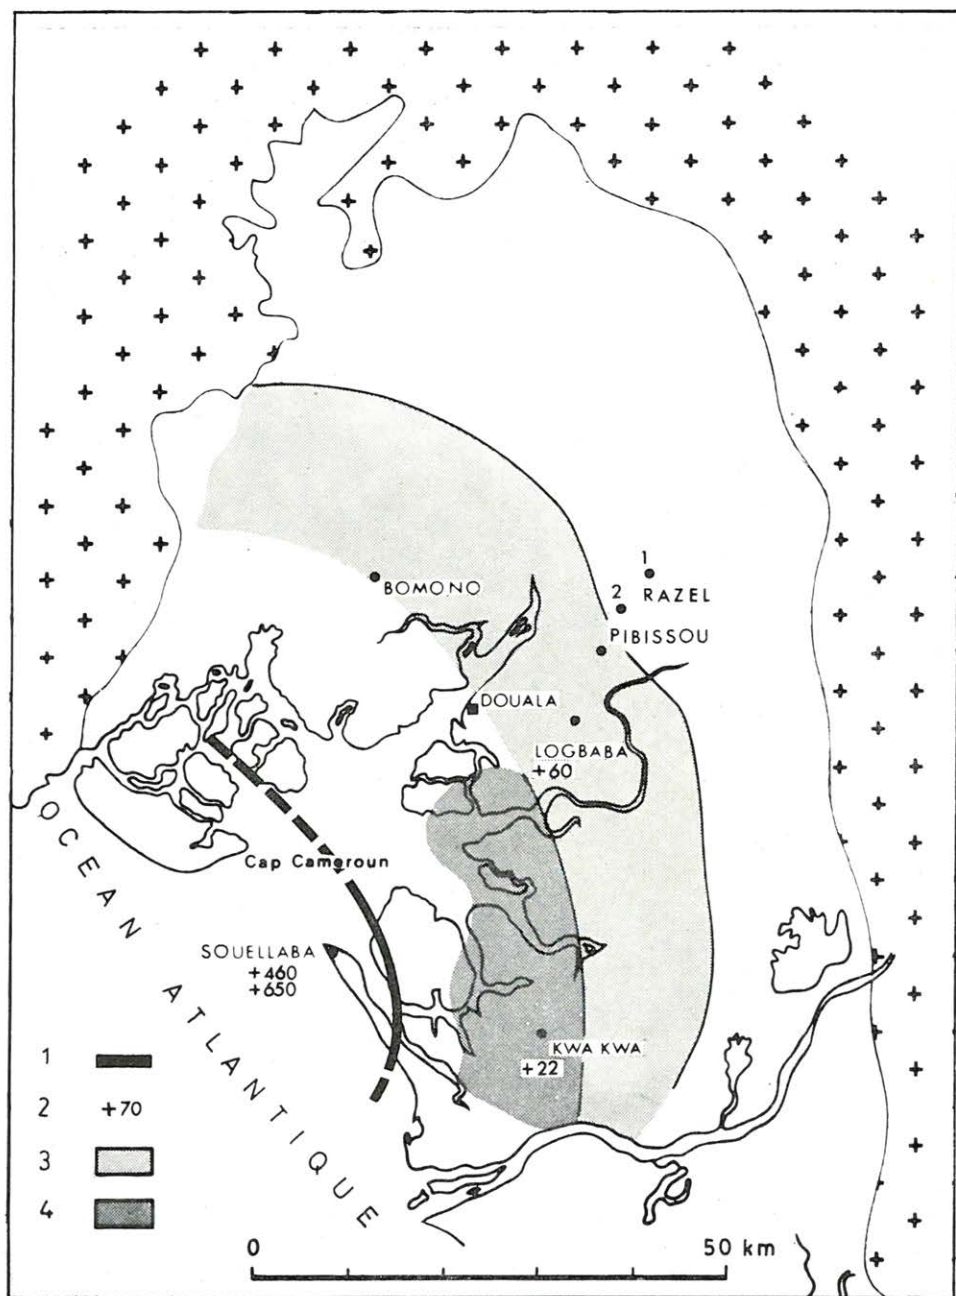 BOMONO
1
2 RAZEL
PIBISSOU
DOUALA
LOGBABA
+60
OCEAN ATLANTIQUE
Cap Cameroun
SOUELLABA
+460
+650
KWA KWA
+22
1
2 +70
3
4
0 50 km